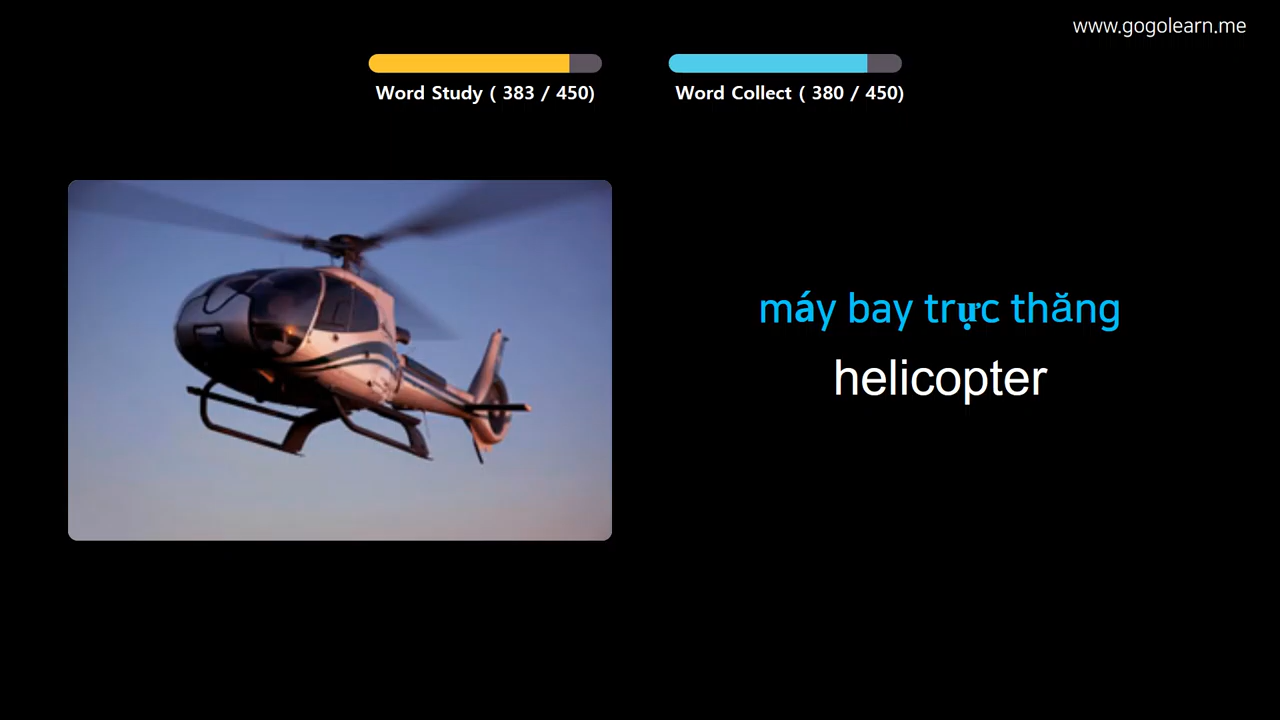 www.gogolearn.me
Word Study ( 383 / 450)
Word Collect ( 380 / 450)
máy bay trực thăng
helicopter